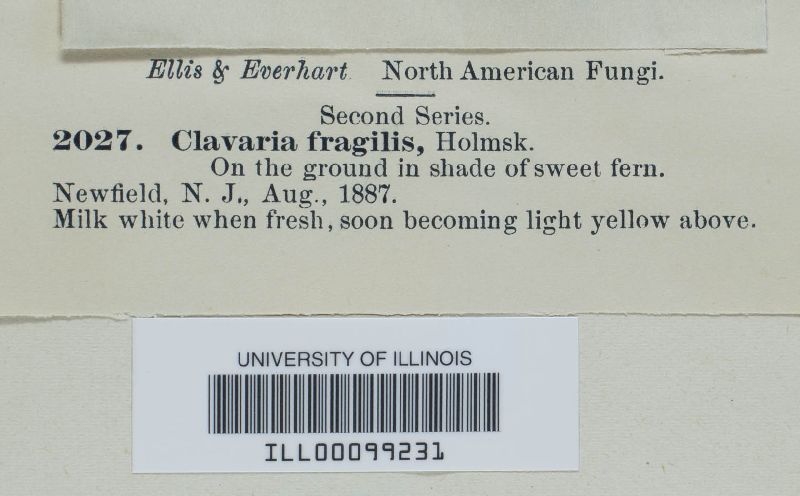 Ellis & Everhart North American Fungi.
Second Series.
2027. Clavaria fragilis, Holmsk.
On the ground in shade of sweet fern.
Newfield, N. J., Aug., 1887.
Milk white when fresh, soon becoming light yellow above.
UNIVERSITY OF ILLINOIS
ILL00099231